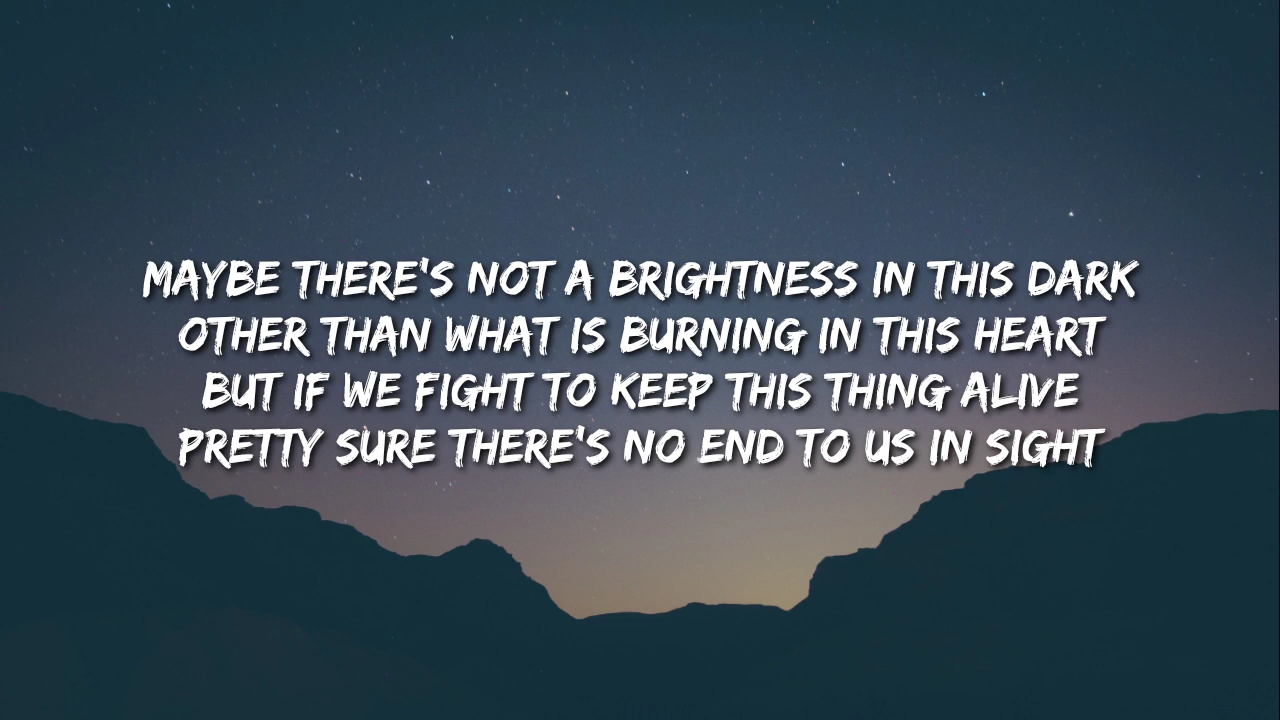 MAYBE THERE'S NOT A BRIGHTNESS IN THIS DARK
OTHER THAN WHAT IS BURNING IN THIS HEART
BUT IF WE FIGHT TO KEEP THIS THING ALIVE
PRETTY SURE THERE'S NO END TO US IN SIGHT